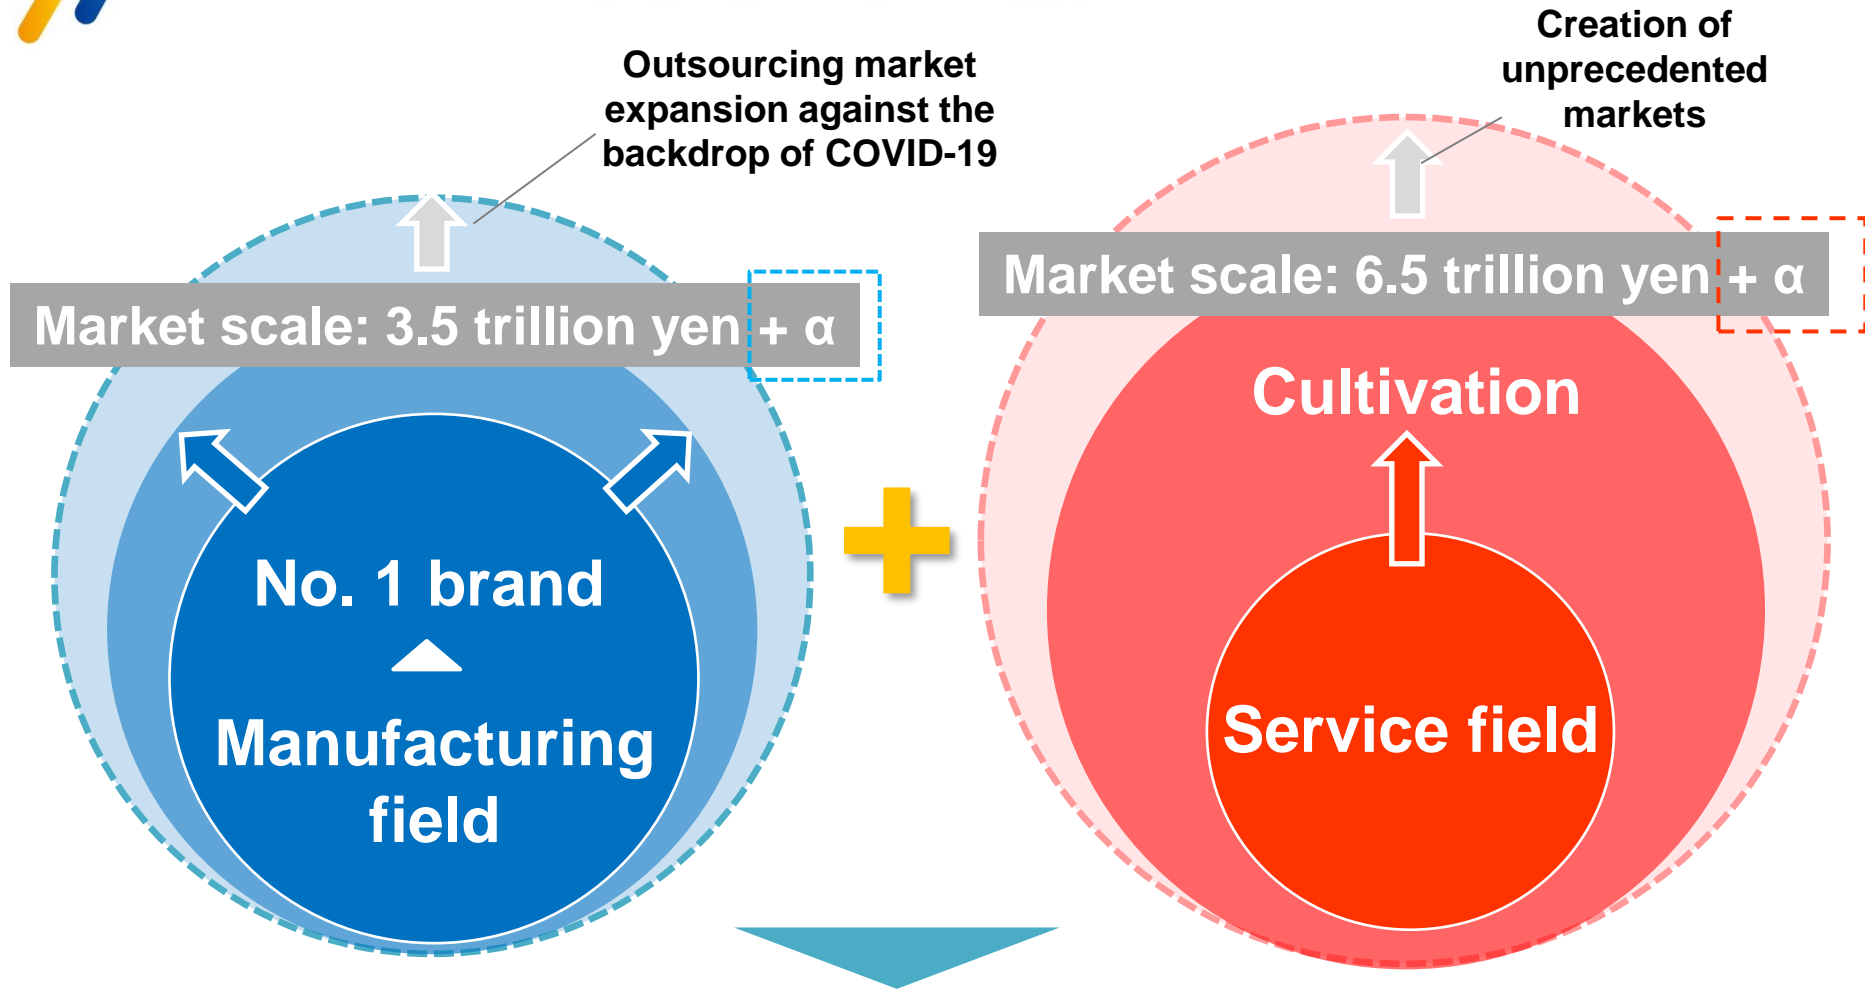 Outsourcing market
expansion against the
backdrop of COVID-19
Market scale: 3.5 trillion yen + α
No. 1 brand
Manufacturing
field
Creation of
unprecedented
markets
Market scale: 6.5 trillion yen + α
Cultivation
Service field